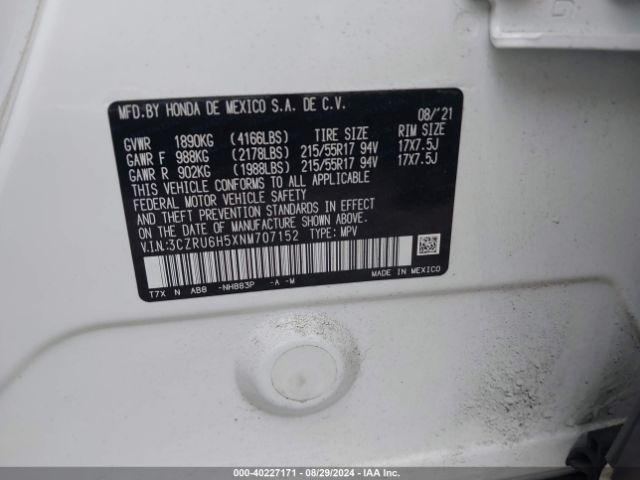 MFD.BY HONDA DE MEXICO S.A. DE C.V.
08/'21
GVWR 1890KG (4166LBS) TIRE SIZE RIM SIZE
GAWR F 988KG (2178LBS) 215/55R17 94V 17X7.5J
GAWR R 902KG (1988LBS) 215/55R17 94V 17X7.5J
THIS VEHICLE CONFORMS TO ALL APPLICABLE
FEDERAL MOTOR VEHICLE SAFETY
AND THEFT PREVENTION STANDARDS IN EFFECT
ON THE DATE OF MANUFACTURE SHOWN ABOVE.
V.I.N:3CZRU6H5XNM707152 TYPE: MPV
T7X N AB8 -NH883P -A -M MADE IN MEXICO
000-40227171 - 08/29/2024 - IAA Inc.